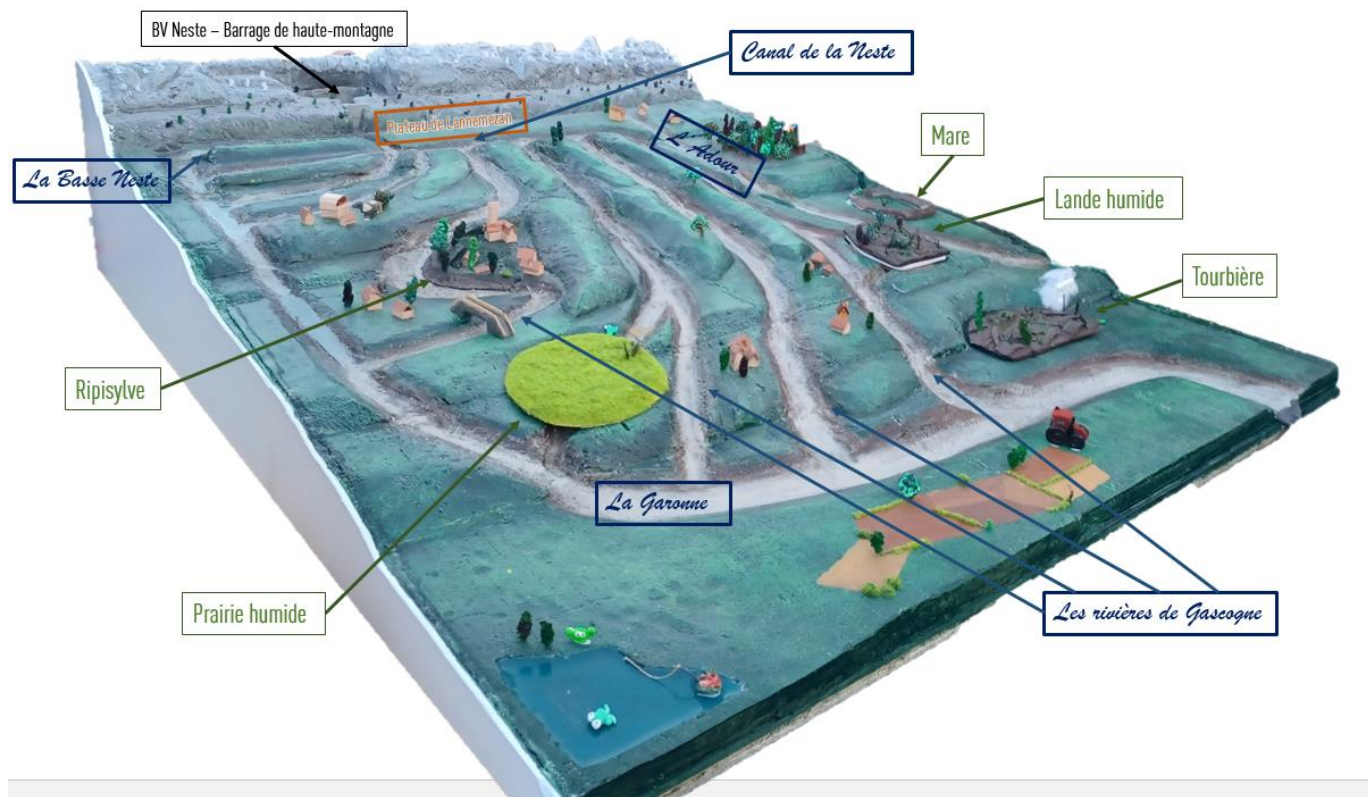 BV Neste – Barrage de haute-montagne
Canal de la Neste
Plateau de Lannemezan
L'Adour
Mare
La Basse Neste
Lande humide
Tourbière
Ripisylve
La Garonne
Prairie humide
Les rivières de Gascogne